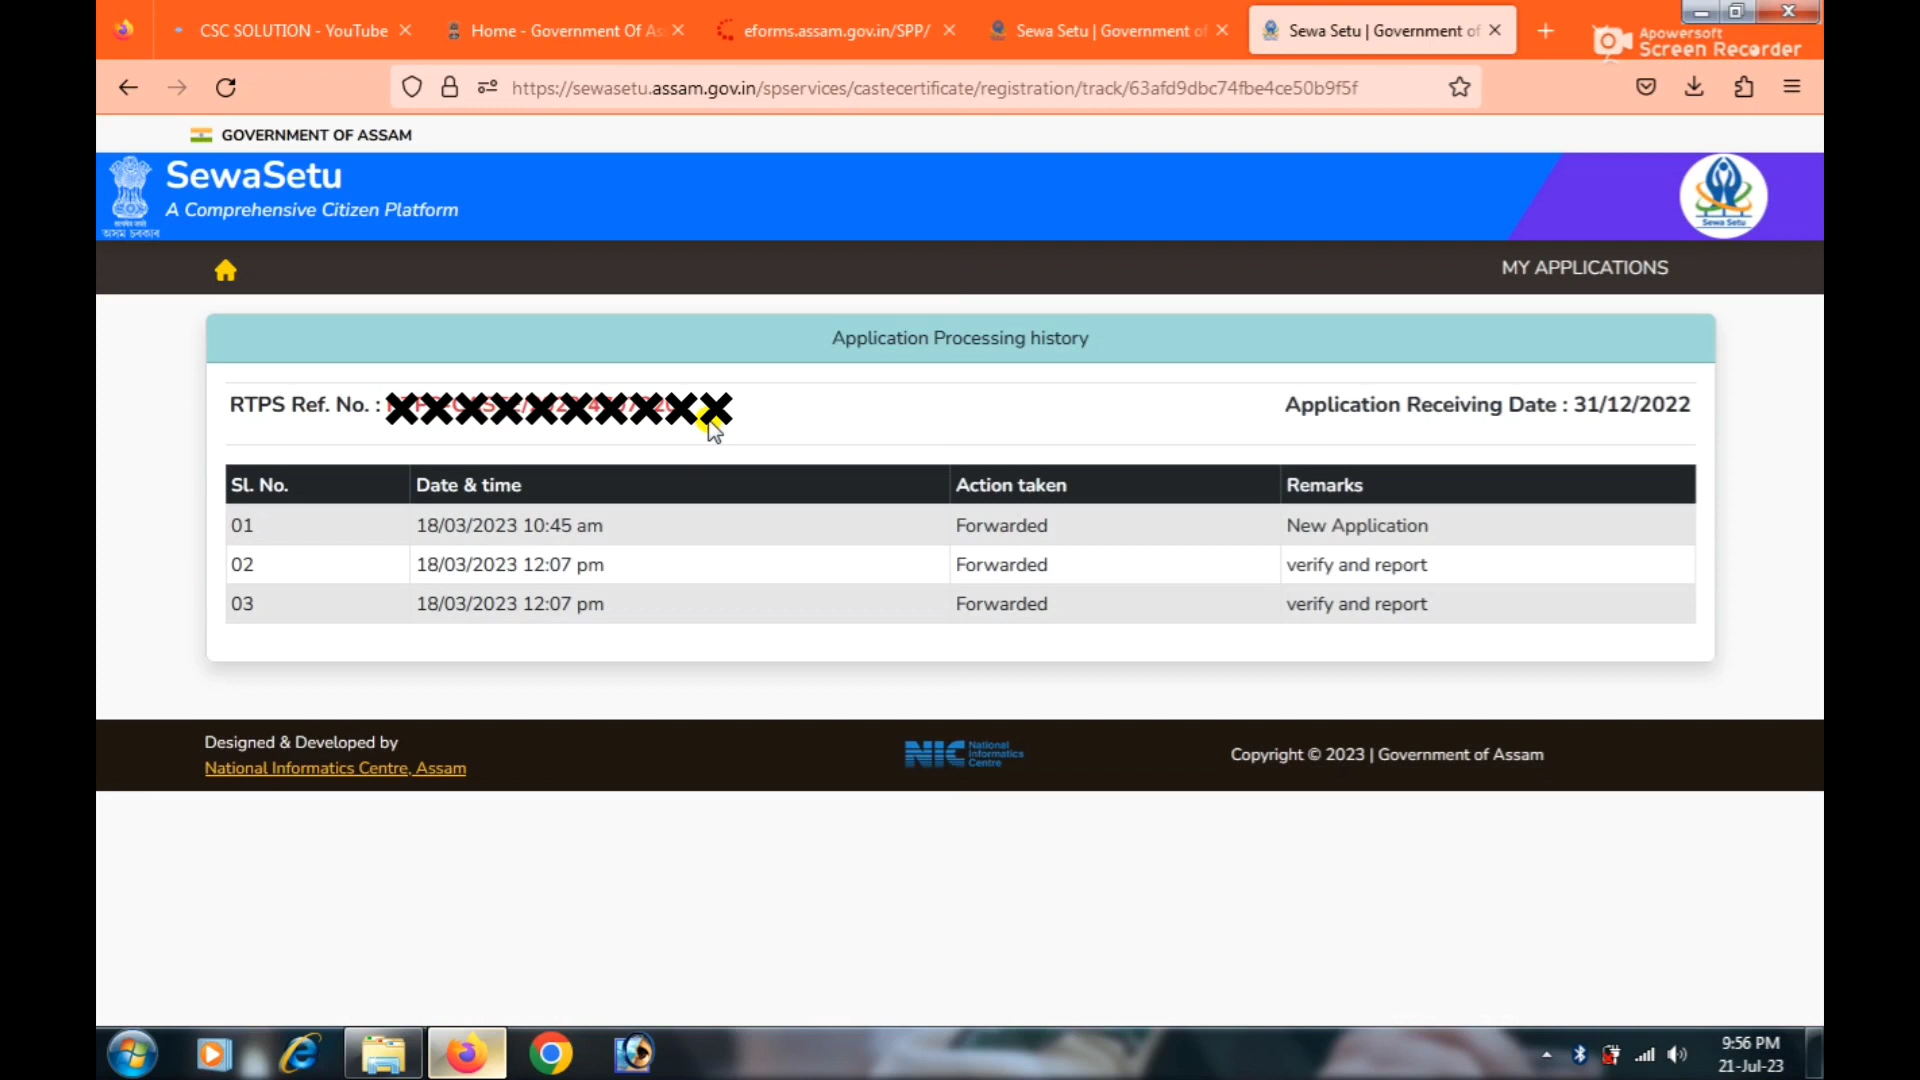 CSC SOLUTION - YouTube
Home - Government Of As
eforms.assam.gov.in/SPP/
Sewa Setu | Government of
Sewa Setu | Government of
Apowersoft
Screen Recorder
https://sewasetu.assam.gov.in/spservices/castecertificate/registration/track/63afd9dbc74fbe4ce50b9f5f
GOVERNMENT OF ASSAM
SewaSetu
A Comprehensive Citizen Platform
অসম চৰকাৰ
Sewa Setu
MY APPLICATIONS
Application Processing history
RTPS Ref. No. :
Application Receiving Date : 31/12/2022
Sl. No. Date & time Action taken Remarks
01 18/03/2023 10:45 am Forwarded New Application
02 18/03/2023 12:07 pm Forwarded verify and report
03 18/03/2023 12:07 pm Forwarded verify and report
Designed & Developed by
National Informatics Centre, Assam
NIC National Informatics Centre
Copyright © 2023 | Government of Assam
9:56 PM
21-Jul-23